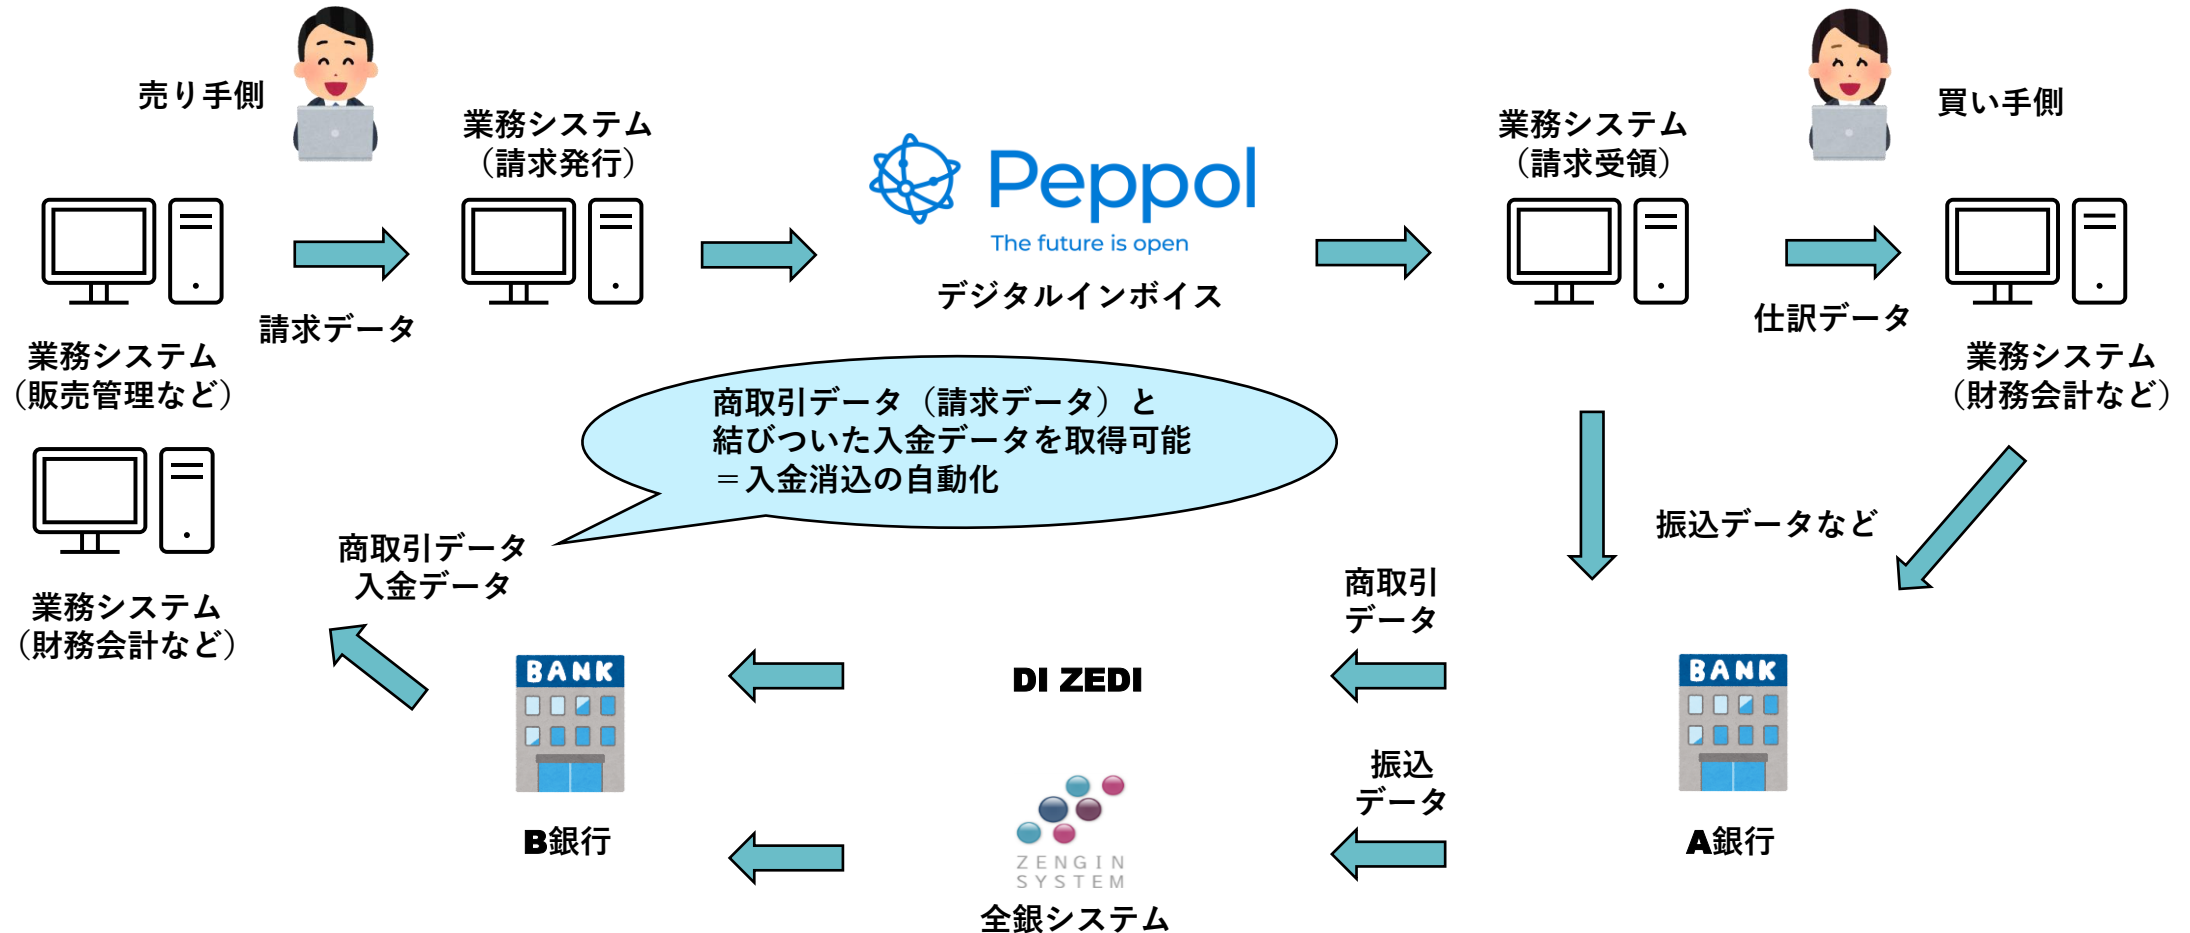 売り手側
業務システム
（請求発行）
Peppol
The future is open
デジタルインボイス
業務システム
（請求受領）
買い手側
請求データ
仕訳データ
業務システム
（販売管理など）
業務システム
（財務会計など）
商取引データ（請求データ）と
結びついた入金データを取得可能
＝入金消込の自動化
振込データなど
商取引データ
入金データ
業務システム
（財務会計など）
商取引
データ
BANK
DI ZEDI
BANK
振込
データ
B銀行
ZENGIN
SYSTEM
全銀システム
A銀行